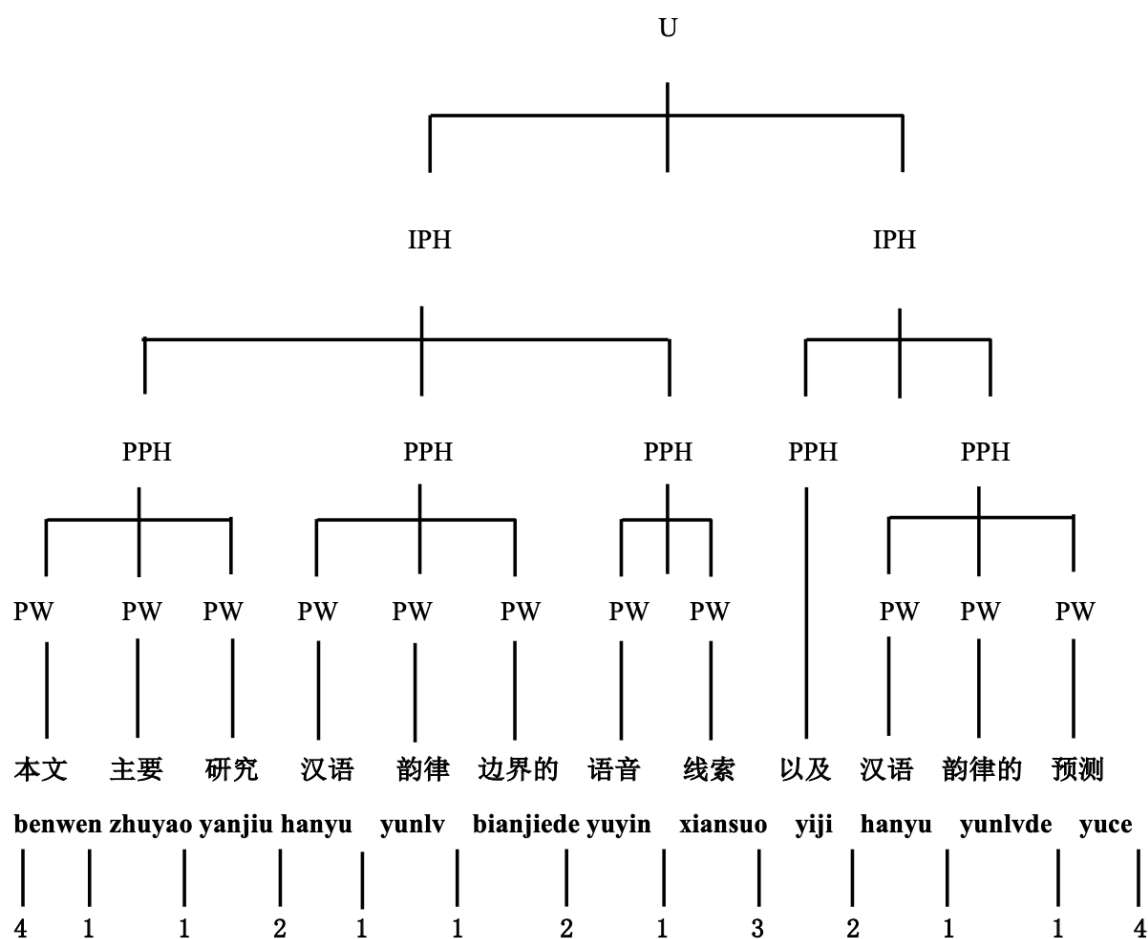 U
IPH IPH
PPH PPH PPH PPH PPH
PW PW PW PW PW PW PW PW PW PW PW
本文 主要 研究 汉语 韵律 边界的 语音 线索 以及 汉语 韵律的 预测
benwen zhuyao yanjiu hanyu yunlv bianjiede yuyin xiansuo yiji hanyu yunlvde yuce
4 1 1 2 1 1 2 1 3 2 1 1 4